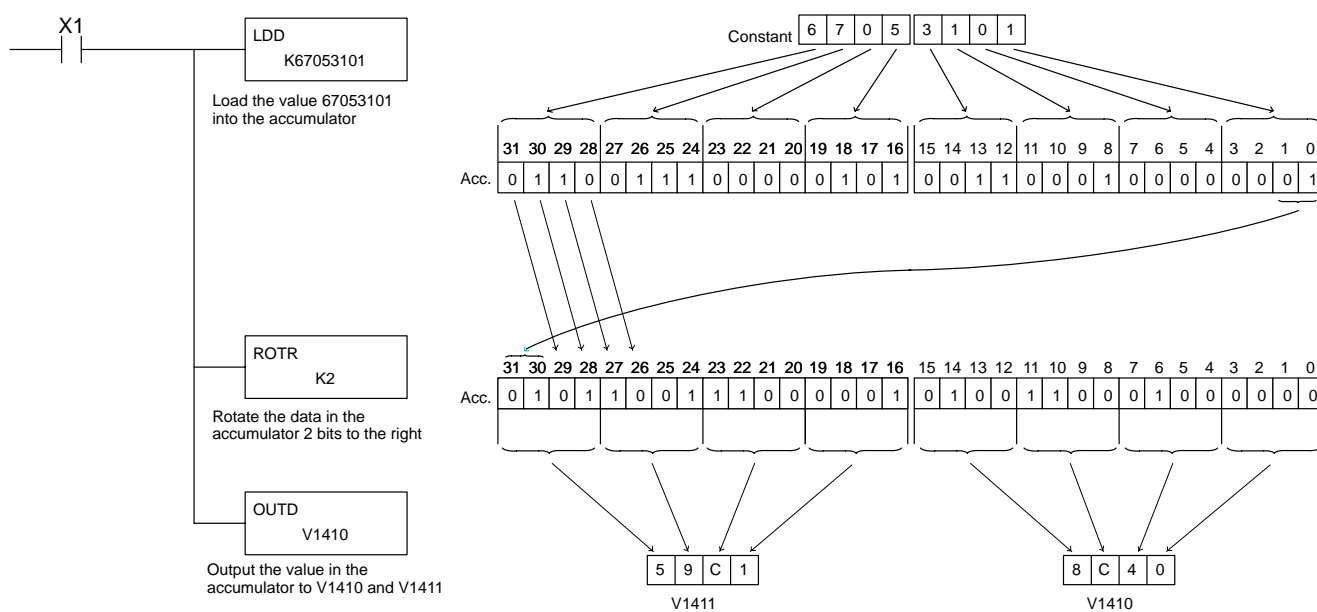 X1
LDD
K67053101
Load the value 67053101
into the accumulator
ROTR
K2
Rotate the data in the
accumulator 2 bits to the right
OUTD
V1410
Output the value in the
accumulator to V1410 and V1411
Constant 6 7 0 5 3 1 0 1
31 30 29 28 27 26 25 24 23 22 21 20 19 18 17 16 15 14 13 12 11 10 9 8 7 6 5 4 3 2 1 0
Acc. 0 1 1 0 0 1 1 1 0 0 0 0 0 1 0 1 0 0 1 1 0 0 0 1 0 0 0 0 0 0 0 1
31 30 29 28 27 26 25 24 23 22 21 20 19 18 17 16 15 14 13 12 11 10 9 8 7 6 5 4 3 2 1 0
Acc. 0 1 0 1 1 0 0 1 1 1 0 0 0 0 0 1 0 1 0 0 1 1 0 0 0 1 0 0 0 0 0 0
5 9 C 1 8 C 4 0
V1411 V1410